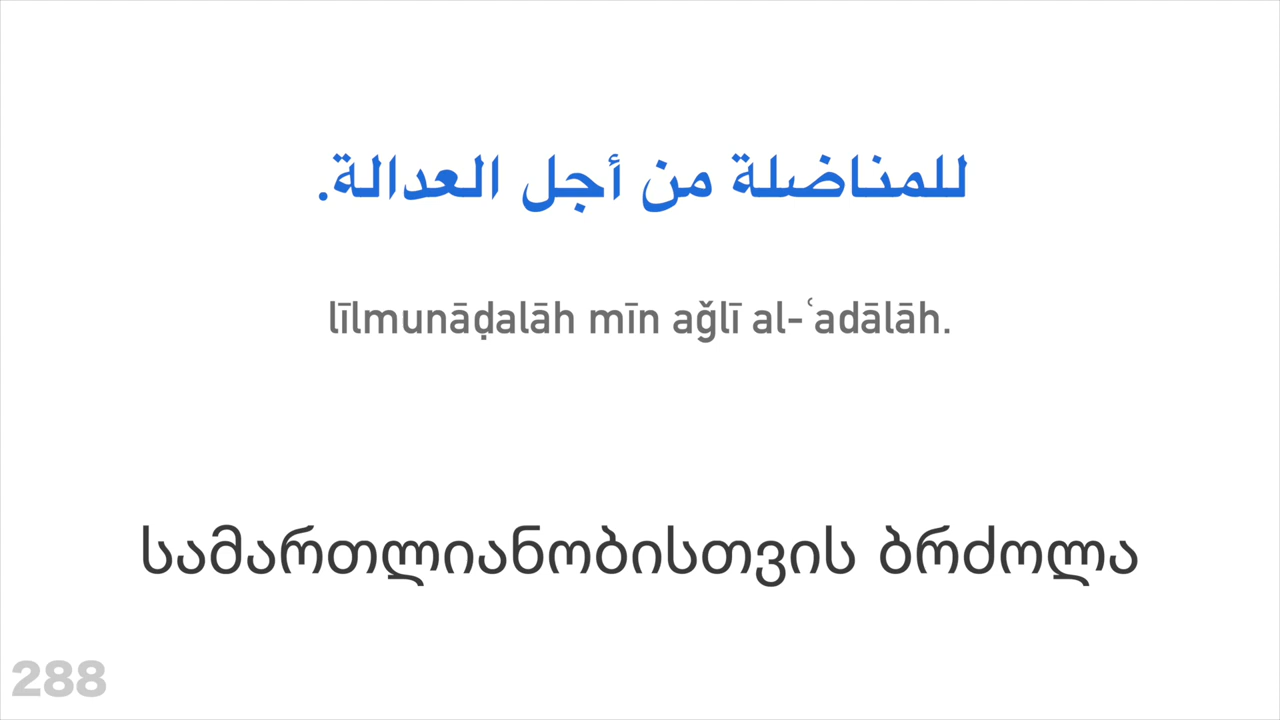 للمناضلة من أجل العدالة.
līlmunāḍalāh mīn aǧlī al-ʿadālāh.
სამართლიანობისთვის ბრძოლა
288